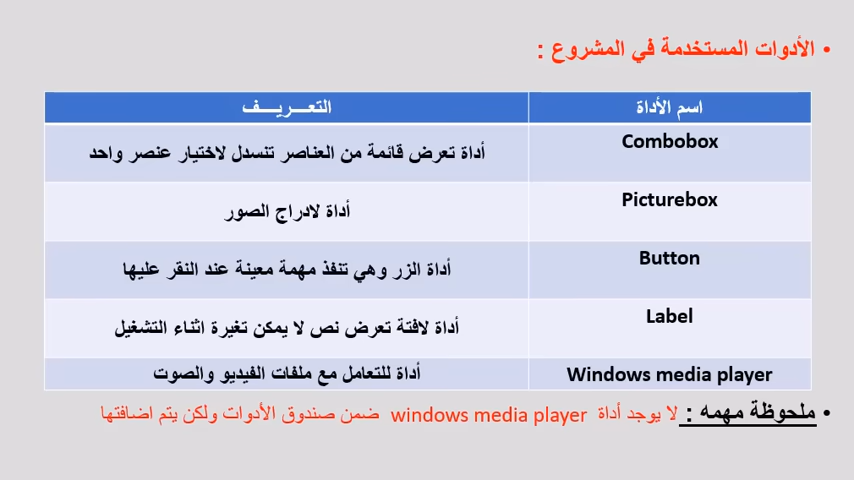 • الأدوات المستخدمة في المشروع :
اسم الأداة التعـــريـــف
Combobox أداة تعرض قائمة من العناصر تنسدل لاختيار عنصر واحد
Picturebox أداة لادراج الصور
Button أداة الزر وهي تنفذ مهمة معينة عند النقر عليها
Label أداة لافتة تعرض نص لا يمكن تغيرة اثناء التشغيل
Windows media player أداة للتعامل مع ملفات الفيديو والصوت
• ملحوظة مهمه : لا يوجد أداة windows media player ضمن صندوق الأدوات ولكن يتم اضافتها